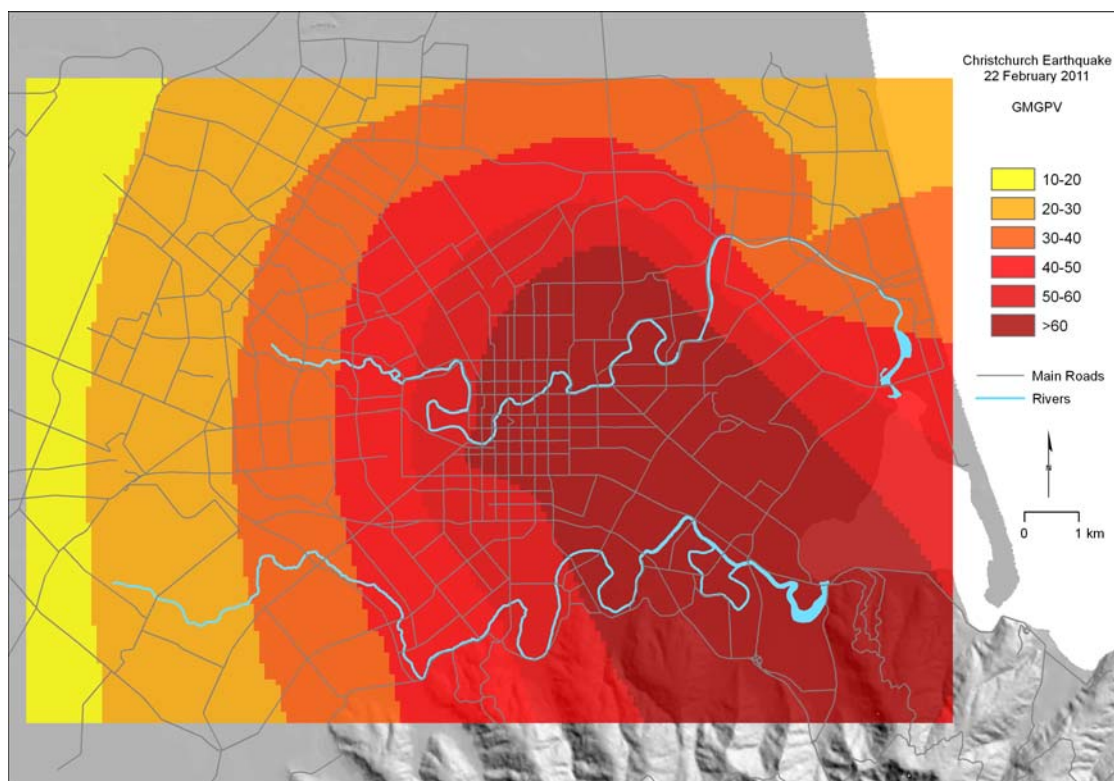 Christchurch Earthquake
22 February 2011
GMGPV
10-20
20-30
30-40
40-50
50-60
>60
Main Roads
Rivers
N
0 1 km